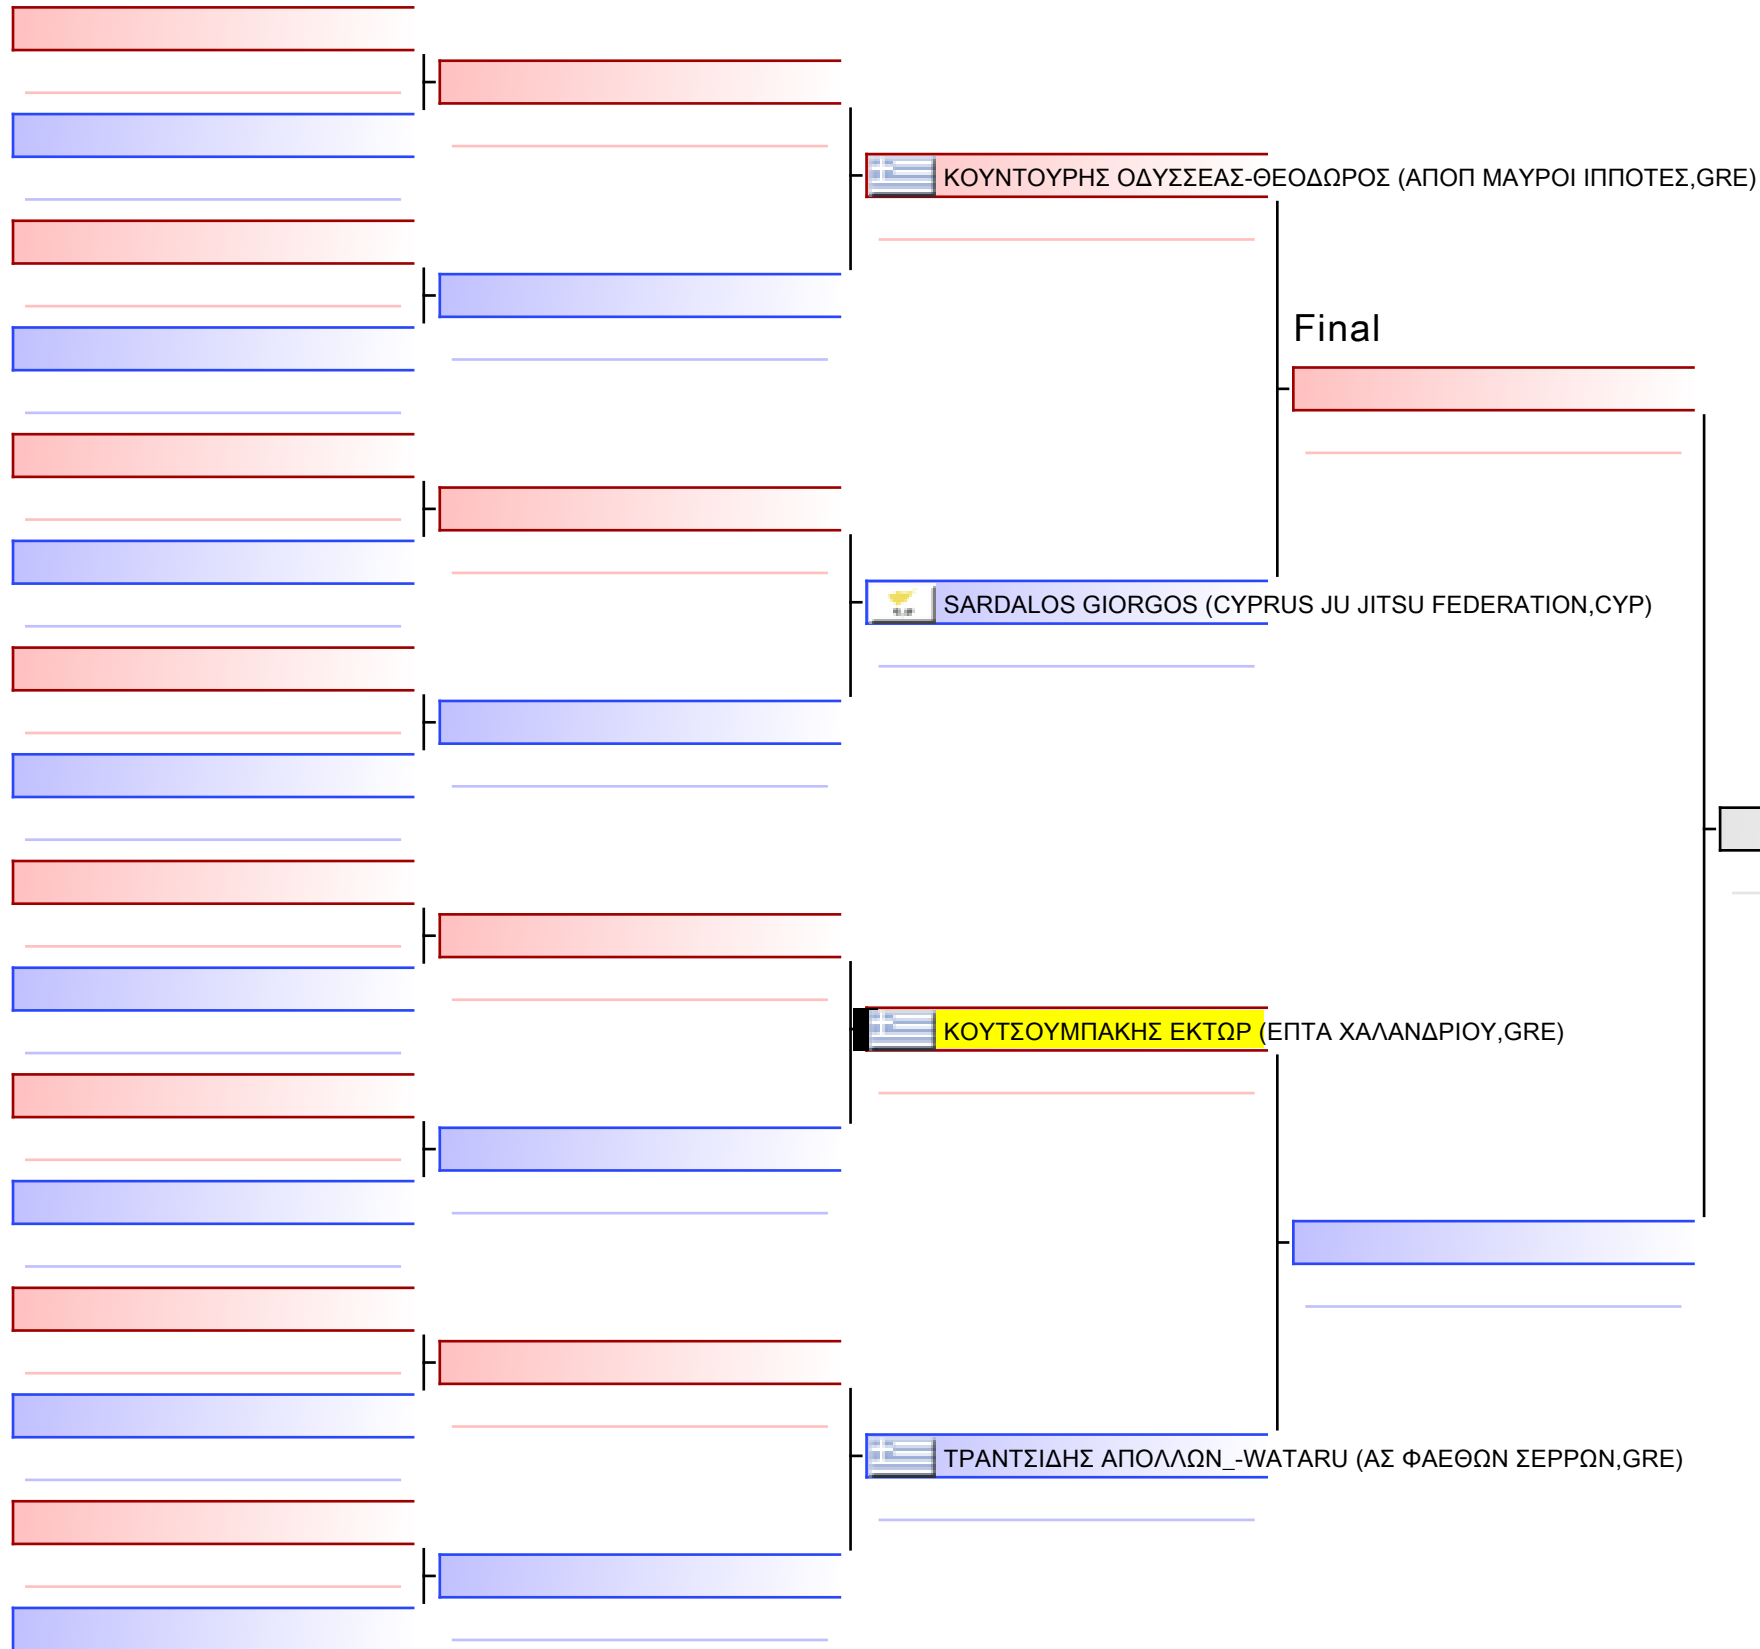 ΚΟΥΝΤΟΥΡΗΣ ΟΔΥΣΣΕΑΣ-ΘΕΟΔΩΡΟΣ (ΑΠΟΠ ΜΑΥΡΟΙ ΙΠΠΟΤΕΣ,GRE)
Final
SARDALOS GIORGOS (CYPRUS JU JITSU FEDERATION,CYP)
ΚΟΥΤΣΟΥΜΠΑΚΗΣ ΕΚΤΩΡ (ΕΠΤΑ ΧΑΛΑΝΔΡΙΟΥ,GRE)
ΤΡΑΝΤΣΙΔΗΣ ΑΠΟΛΛΩΝ_-WATARU (ΑΣ ΦΑΕΘΩΝ ΣΕΡΡΩΝ,GRE)